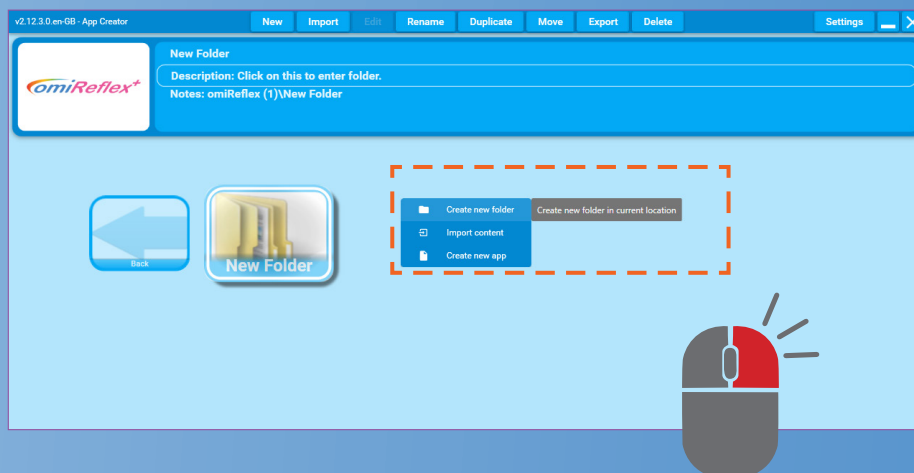 v2.12.3.0.en-GB - App Creator
New Import Edit Rename Duplicate Move Export Delete Settings
omiReflex+
New Folder
Description: Click on this to enter folder.
Notes: omiReflex (1)\New Folder
Back
New Folder
Create new folder
Create new folder in current location
Import content
Create new app